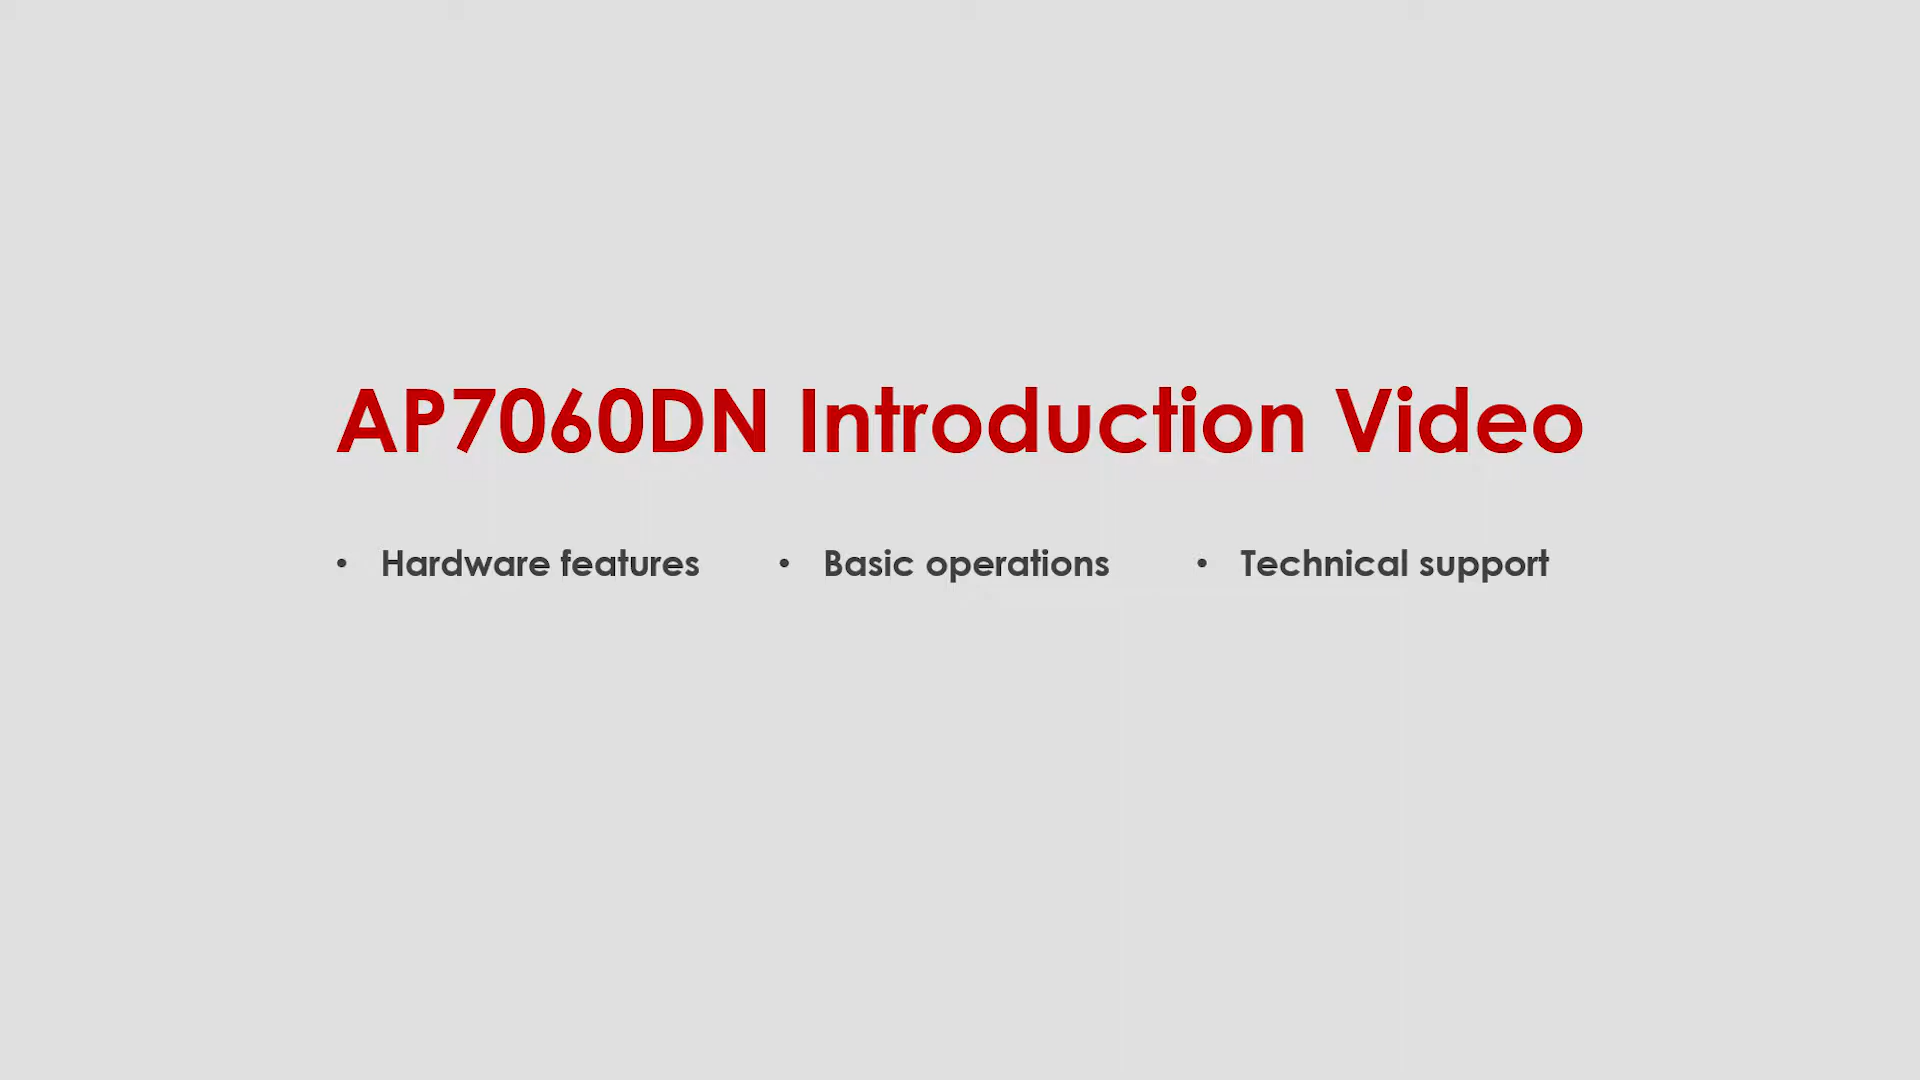 AP7060DN Introduction Video
• Hardware features • Basic operations • Technical support